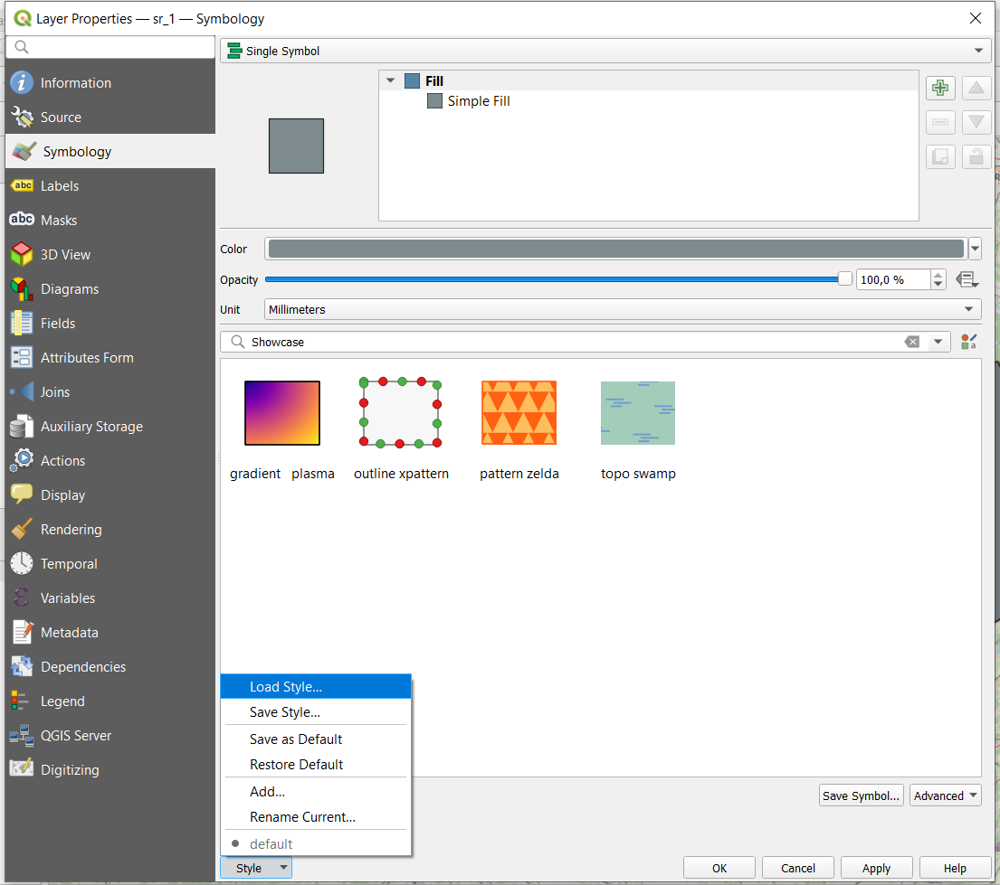 Layer Properties — sr_1 — Symbology
Single Symbol
Information
Source
Symbology
Labels
Masks
3D View
Diagrams
Fields
Attributes Form
Joins
Auxiliary Storage
Actions
Display
Rendering
Temporal
Variables
Metadata
Dependencies
Legend
QGIS Server
Digitizing
abc
abc
Fill
Simple Fill
Color
Opacity
100,0 %
Unit
Millimeters
Showcase
a
gradient plasma
outline xpattern
pattern zelda
topo swamp
Load Style...
Save Style...
Save as Default
Restore Default
Add...
Rename Current...
default
Save Symbol...
Advanced
Style
OK
Cancel
Apply
Help